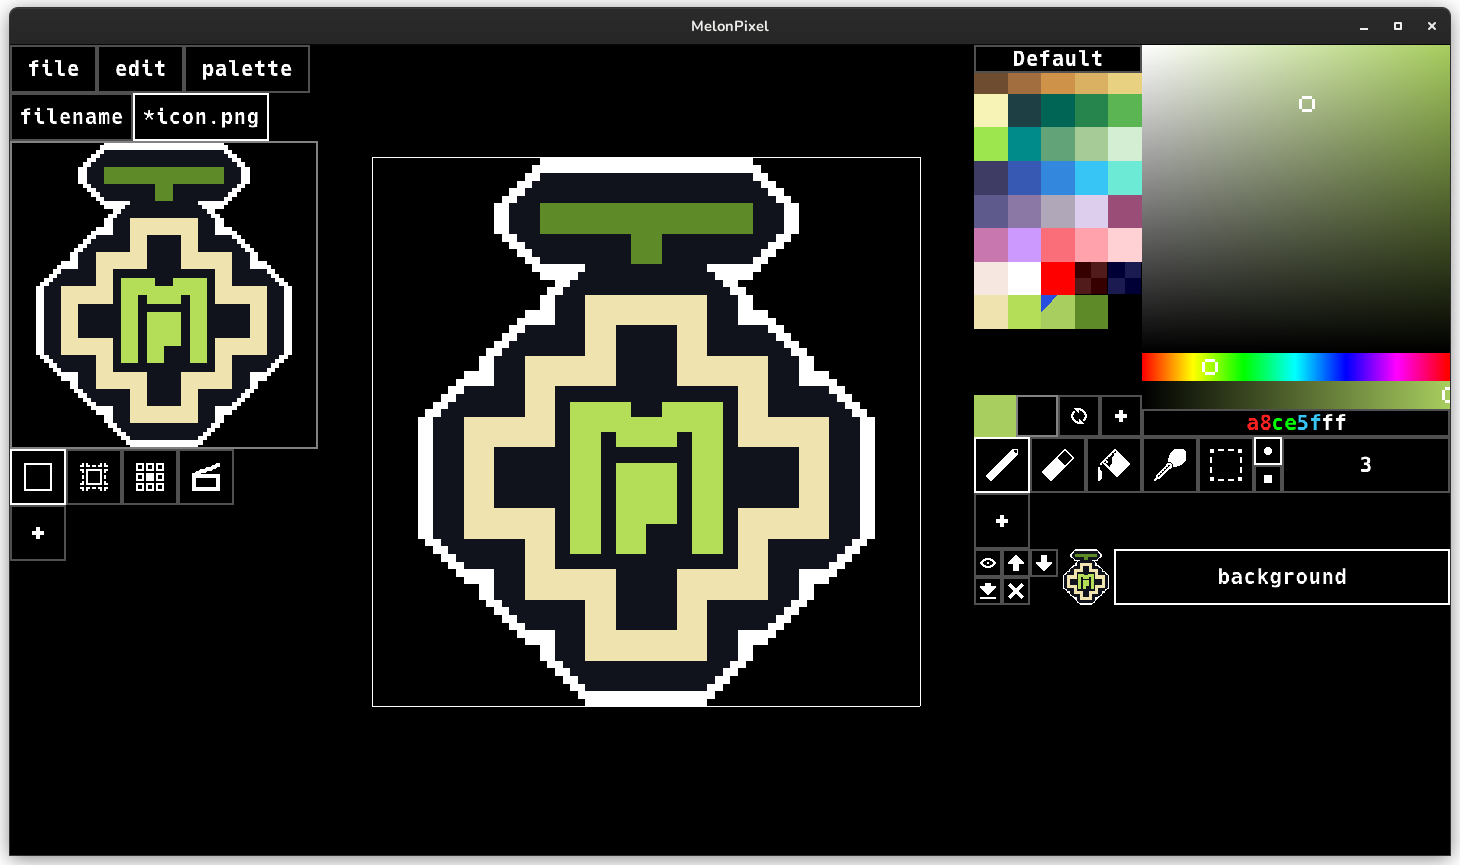 MelonPixel
file edit palette
filename *icon.png
Default
a8ce5fff
3
background